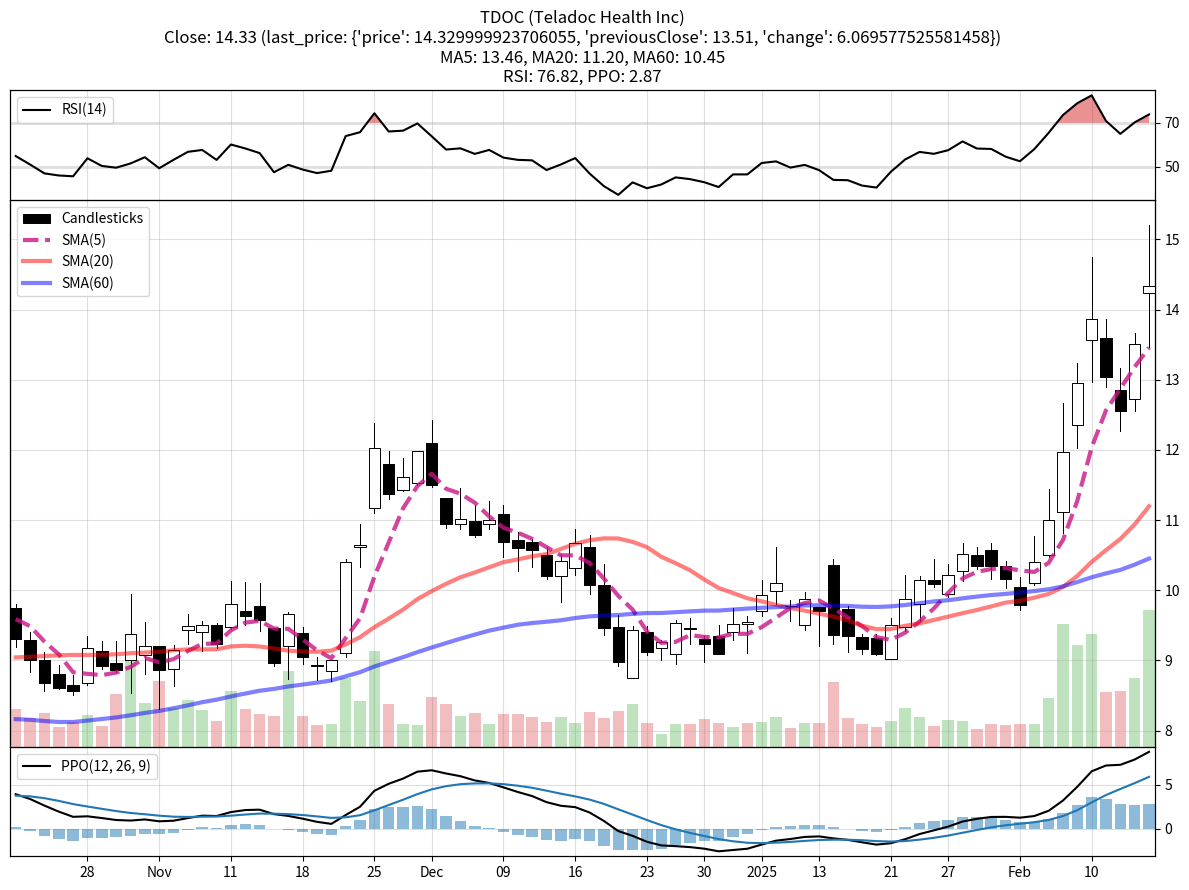 TDOC (Teladoc Health Inc)
Close: 14.33 (last_price: {'price': 14.329999923706055, 'previousClose': 13.51, 'change': 6.069577525581458})
MA5: 13.46, MA20: 11.20, MA60: 10.45
RSI: 76.82, PPO: 2.87
RSI(14)
70
50
Candlesticks
SMA(5)
SMA(20)
SMA(60)
15
14
13
12
11
10
9
8
PPO(12, 26, 9)
5
0
28 Nov 11 18 25 Dec 09 16 23 30 2025 13 21 27 Feb 10